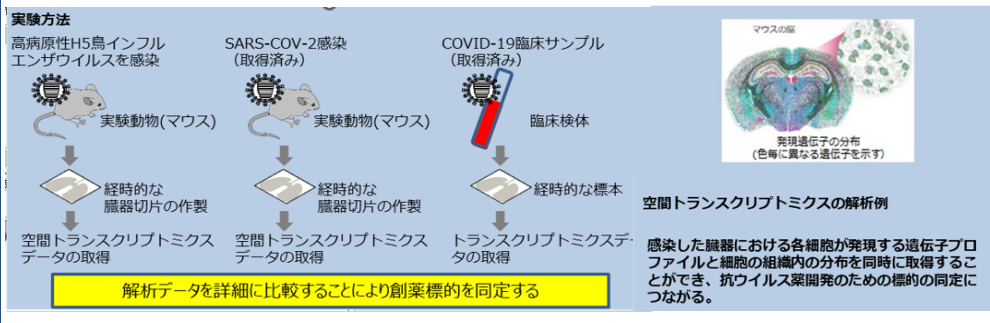 実験方法
高病原性H5鳥インフル
エンザウイルスを感染
実験動物(マウス)
経時的な
臓器切片の作製
空間トランスクリプトミクス
データの取得
SARS-COV-2感染
(取得済み)
実験動物(マウス)
経時的な
臓器切片の作製
空間トランスクリプトミクス
データの取得
COVID-19臨床サンプル
(取得済み)
臨床検体
経時的な標本
トランスクリプトミクスデー
タの取得
解析データを詳細に比較することにより創薬標的を同定する
マウスの脳
発現遺伝子の分布
(色毎に異なる遺伝子を示す)
空間トランスクリプトミクスの解析例
感染した臓器における各細胞が発現する遺伝子プロ
ファイルと細胞の組織内の分布を同時に取得するこ
とができ、抗ウイルス薬開発のための標的の同定に
つながる。